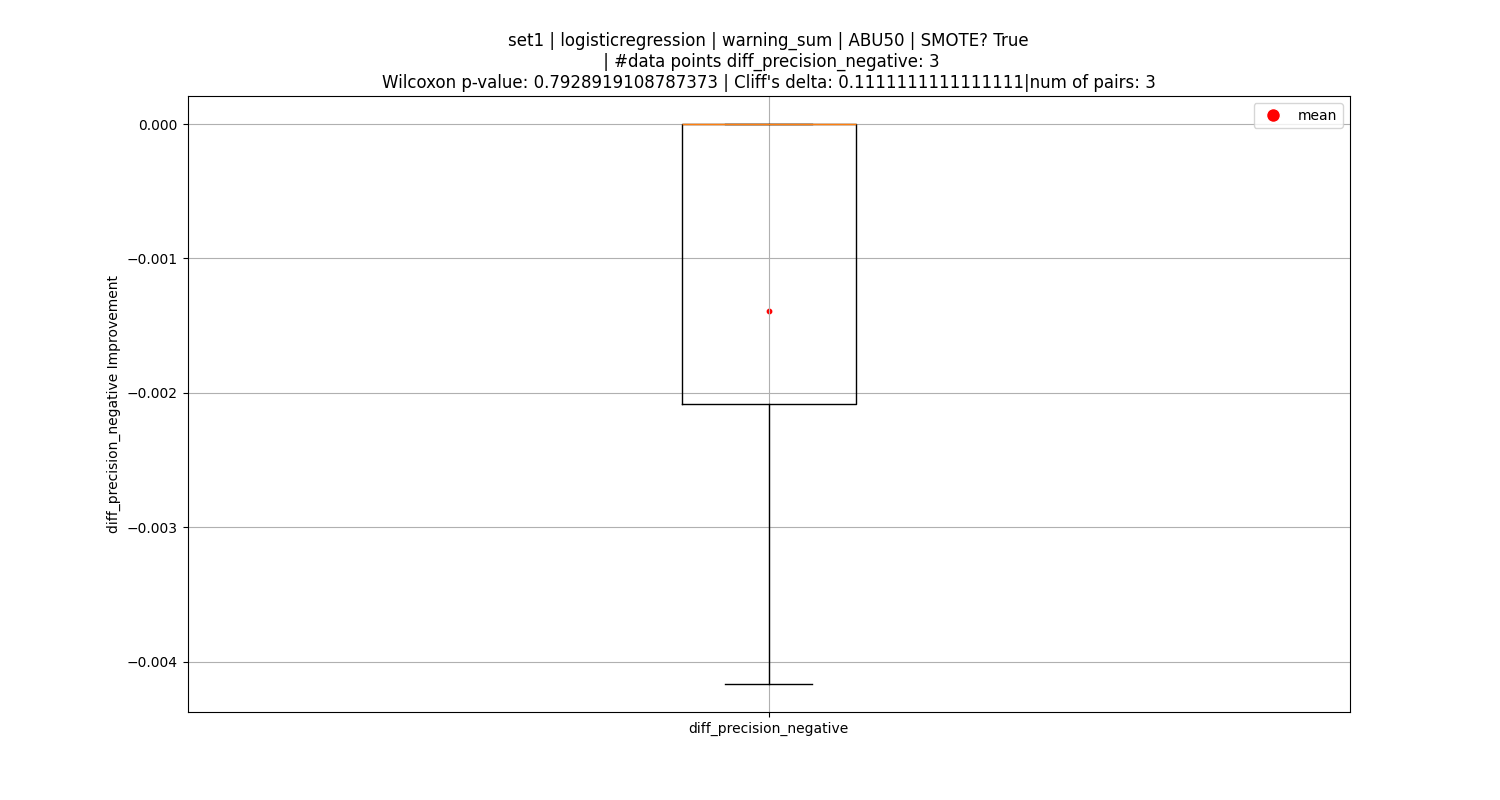 set1 | logisticregression | warning_sum | ABU50 | SMOTE? True
| #data points diff_precision_negative: 3
Wilcoxon p-value: 0.7928919108787373 | Cliff's delta: 0.1111111111111111|num of pairs: 3
mean
0.000
−0.001
−0.002
−0.003
−0.004
diff_precision_negative Improvement
diff_precision_negative